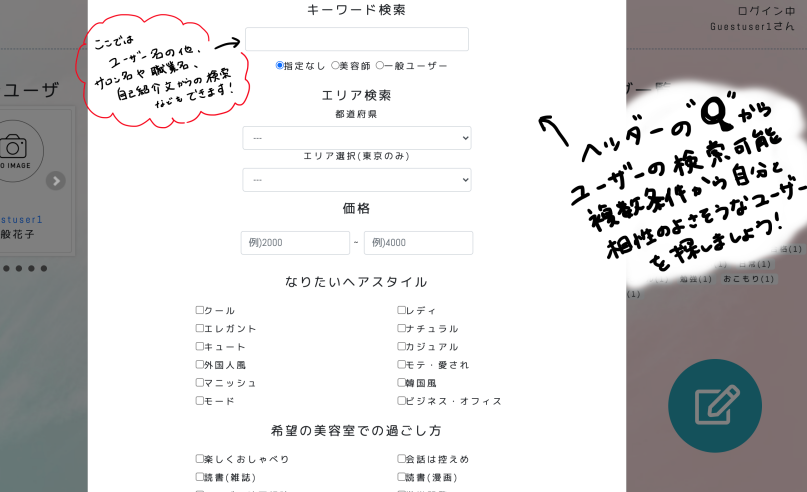 キーワード検索
ログイン中
Guestuser1さん
ここでは
ユーザー名の他、
サロン名や職業名、
自己紹介文からの検索
などもできます!
指定なし 美容師 一般ユーザー
ユーザ
エリア検索
都道府県
---
エリア選択(東京のみ)
---
ヘッダーの"🔍"から
ユーザーの検索可能
複数条件から自分と
相性のよさそうなユーザー
を探しましょう!
O IMAGE
stuser1
般花子
価格
例)2000 ~ 例)4000
なりたいヘアスタイル
クール レディ
エレガント ナチュラル
キュート カジュアル
外国人風 モテ・愛され
マニッシュ 韓国風
モード ビジネス・オフィス
勉強(1) おこもり(1)
(1)
希望の美容室での過ごし方
楽しくおしゃべり 会話は控えめ
読書(雑誌) 読書(漫画)